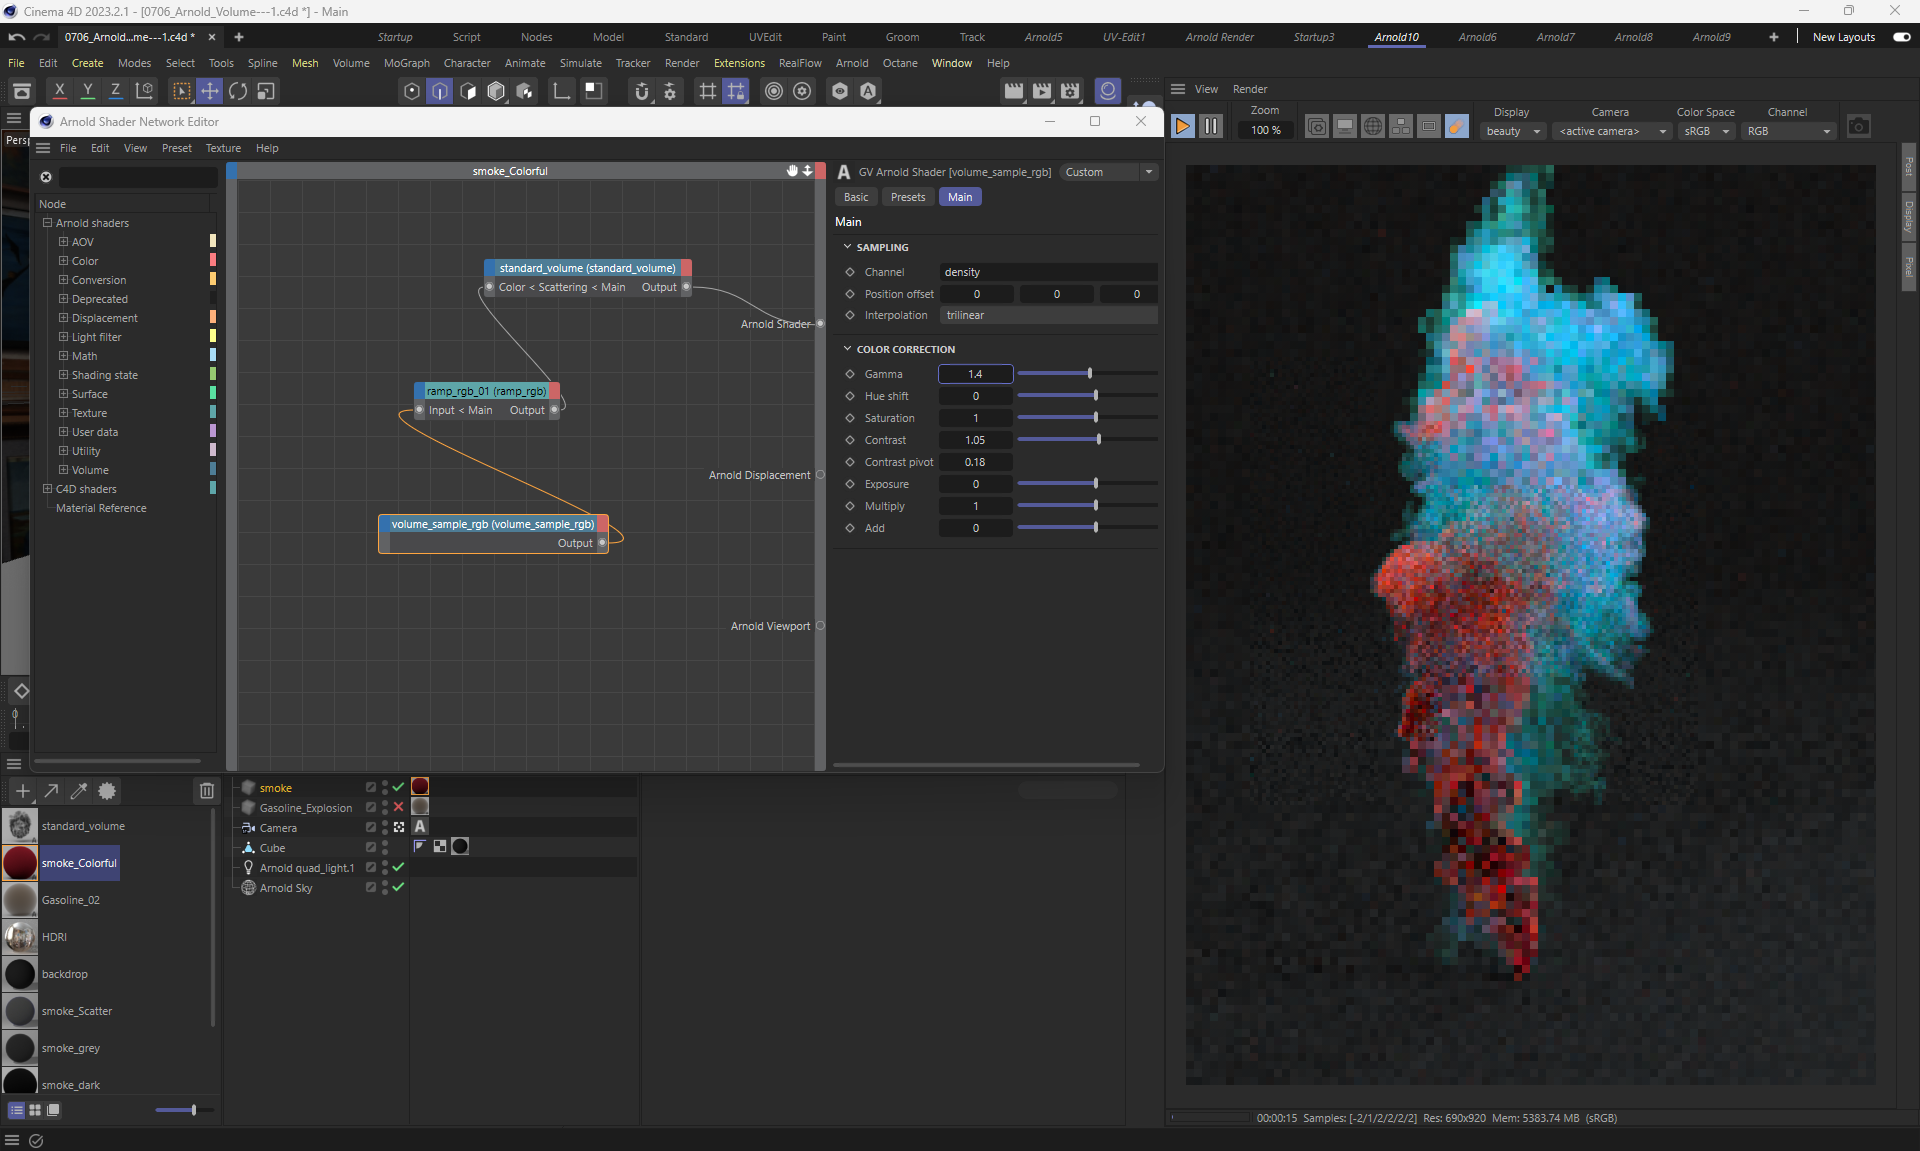 Cinema 4D 2023.2.1 - [0706_Arnold_Volume---1.c4d *] - Main
0706_Arnold...me---1.c4d *
Startup Script Nodes Model Standard UVEdit Paint Groom Track Arnold5 UV-Edit1 Arnold Render Startup3 Arnold10 Arnold6 Arnold7 Arnold8 Arnold9 New Layouts
File Edit Create Modes Select Tools Spline Mesh Volume MoGraph Character Animate Simulate Tracker Render Extensions RealFlow Arnold Octane Window Help
X Y Z
View Render
Zoom
100 %
Display
beauty
Camera
<active camera>
Color Space
sRGB
Channel
RGB
Post
Display
Pixel
Pers
Arnold Shader Network Editor
File Edit View Preset Texture Help
Node
Arnold shaders
AOV
Color
Conversion
Deprecated
Displacement
Light filter
Math
Shading state
Surface
Texture
User data
Utility
Volume
C4D shaders
Material Reference
smoke_Colorful
standard_volume (standard_volume)
Color < Scattering < Main Output
Arnold Shader
ramp_rgb_01 (ramp_rgb)
Input < Main Output
Arnold Displacement
volume_sample_rgb (volume_sample_rgb)
Output
Arnold Viewport
A GV Arnold Shader [volume_sample_rgb] Custom
Basic Presets Main
Main
SAMPLING
Channel density
Position offset 0 0 0
Interpolation trilinear
COLOR CORRECTION
Gamma 1.4
Hue shift 0
Saturation 1
Contrast 1.05
Contrast pivot 0.18
Exposure 0
Multiply 1
Add 0
standard_volume
smoke_Colorful
Gasoline_02
HDRI
backdrop
smoke_Scatter
smoke_grey
smoke_dark
smoke
Gasoline_Explosion
Camera A
Cube
Arnold quad_light.1
Arnold Sky
00:00:15 Samples: [-2/1/2/2/2/2] Res: 690x920 Mem: 5383.74 MB (sRGB)